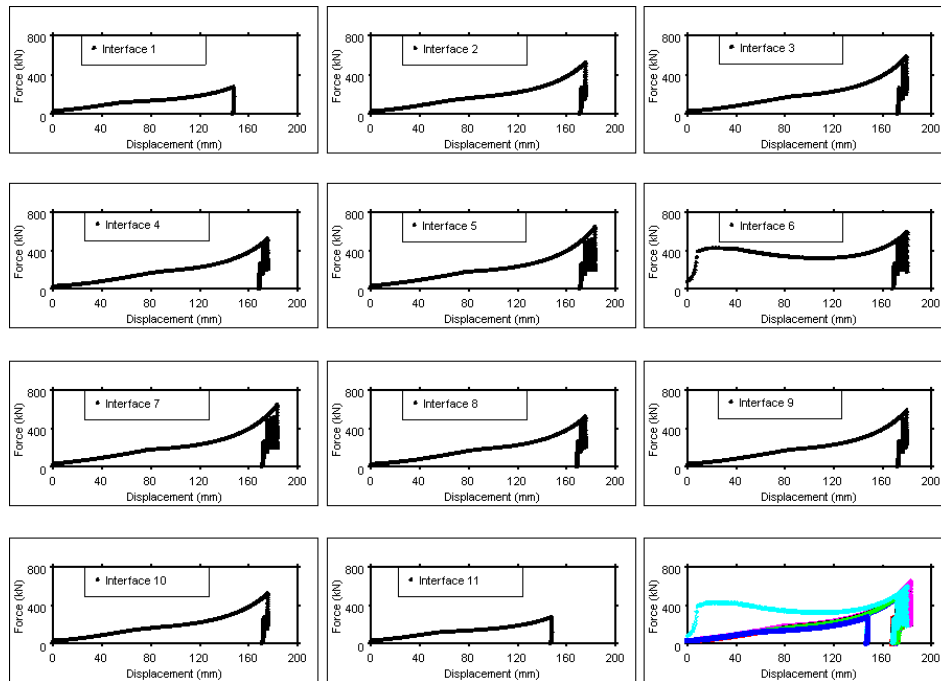 Interface 1
Force (kN)
800
400
0
0 40 80 120 160 200
Displacement (mm)
Interface 2
Force (kN)
800
400
0
0 40 80 120 160 200
Displacement (mm)
Interface 3
Force (kN)
800
400
0
0 40 80 120 160 200
Displacement (mm)
Interface 4
Force (kN)
800
400
0
0 40 80 120 160 200
Displacement (mm)
Interface 5
Force (kN)
800
400
0
0 40 80 120 160 200
Displacement (mm)
Interface 6
Force (kN)
800
400
0
0 40 80 120 160 200
Displacement (mm)
Interface 7
Force (kN)
800
400
0
0 40 80 120 160 200
Displacement (mm)
Interface 8
Force (kN)
800
400
0
0 40 80 120 160 200
Displacement (mm)
Interface 9
Force (kN)
800
400
0
0 40 80 120 160 200
Displacement (mm)
Interface 10
Force (kN)
800
400
0
0 40 80 120 160 200
Displacement (mm)
Interface 11
Force (kN)
800
400
0
0 40 80 120 160 200
Displacement (mm)
Force (kN)
800
400
0
0 40 80 120 160 200
Displacement (mm)